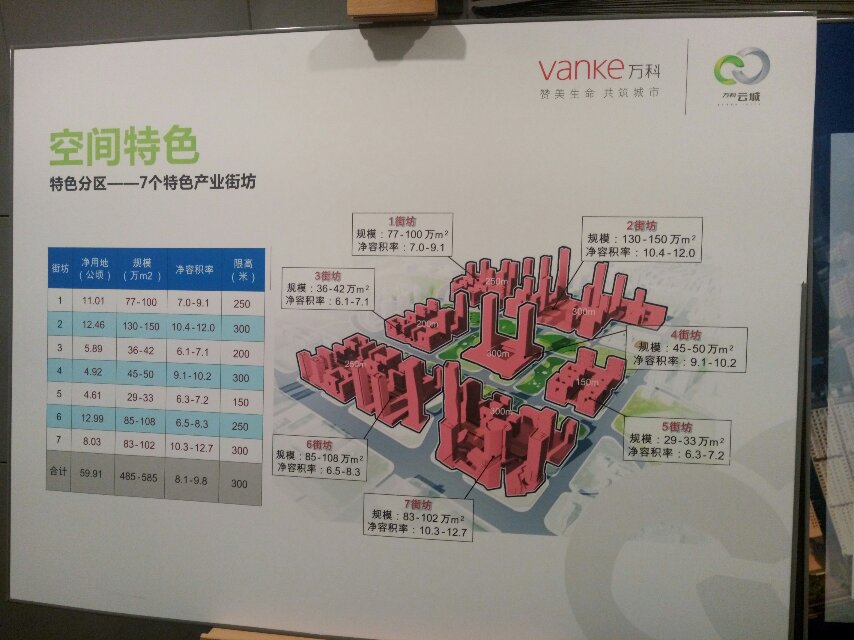 vanke 万科
赞美生命 共筑城市
万科云城
空间特色
特色分区——7个特色产业街坊
街坊 净用地（公顷） 规模（万m2） 净容积率 限高（米）
1 11.01 77-100 7.0-9.1 250
2 12.46 130-150 10.4-12.0 300
3 5.89 36-42 6.1-7.1 200
4 4.92 45-50 9.1-10.2 300
5 4.61 29-33 6.3-7.2 150
6 12.99 85-108 6.5-8.3 250
7 8.03 83-102 10.3-12.7 300
合计 59.91 485-585 8.1-9.8 300
1街坊
规模：77-100万m²
净容积率：7.0-9.1
2街坊
规模：130-150万m²
净容积率：10.4-12.0
3街坊
规模：36-42万m²
净容积率：6.1-7.1
4街坊
规模：45-50万m²
净容积率：9.1-10.2
5街坊
规模：29-33万m²
净容积率：6.3-7.2
6街坊
规模：85-108万m²
净容积率：6.5-8.3
7街坊
规模：83-102万m²
净容积率：10.3-12.7
250m
300m
200m
300m
150m
300m